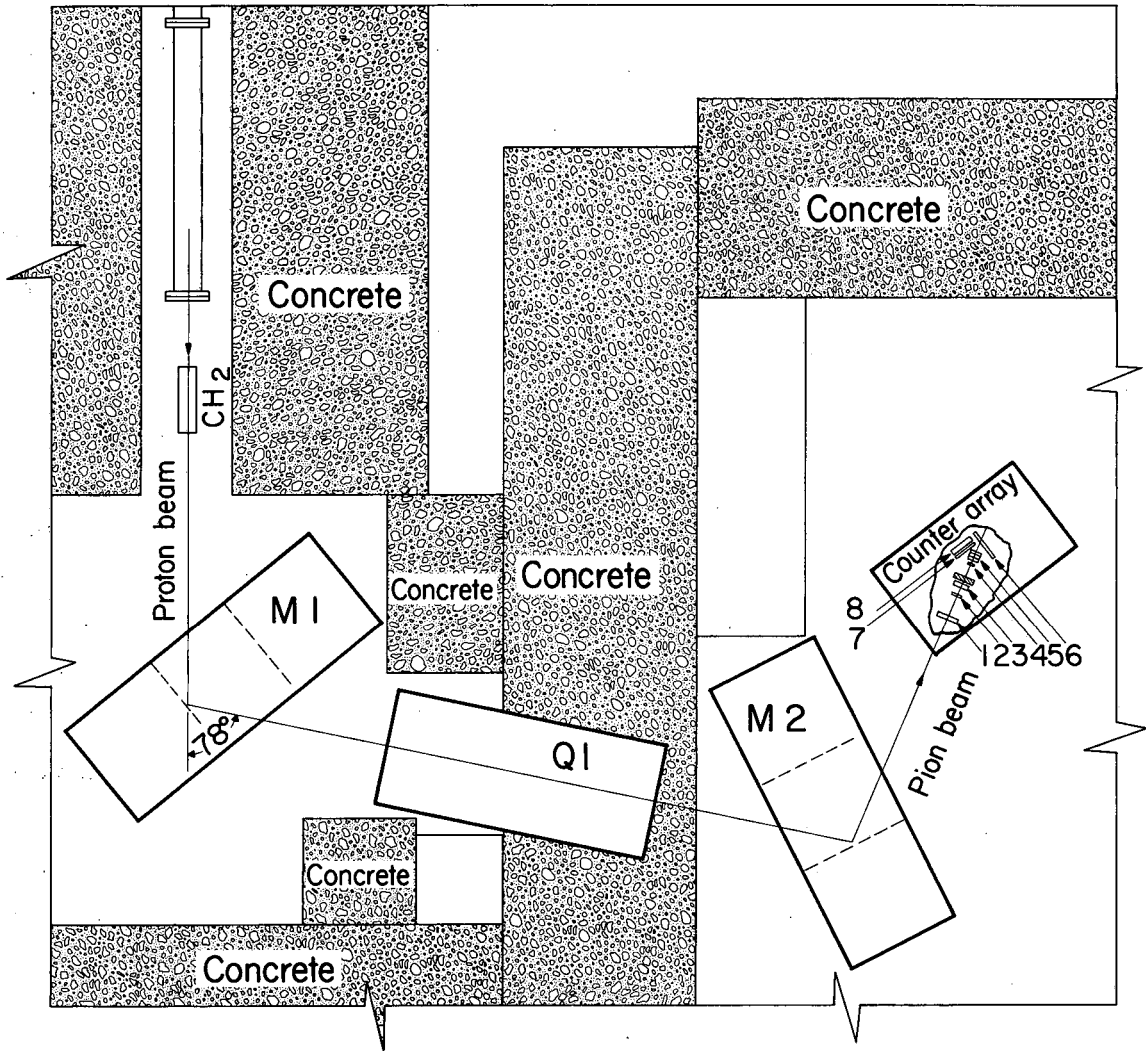 Concrete
Concrete
CH2
Proton beam
Counter array
M1
Concrete
Concrete
8
7
123456
78°
M2
Q1
Pion beam
Concrete
Concrete